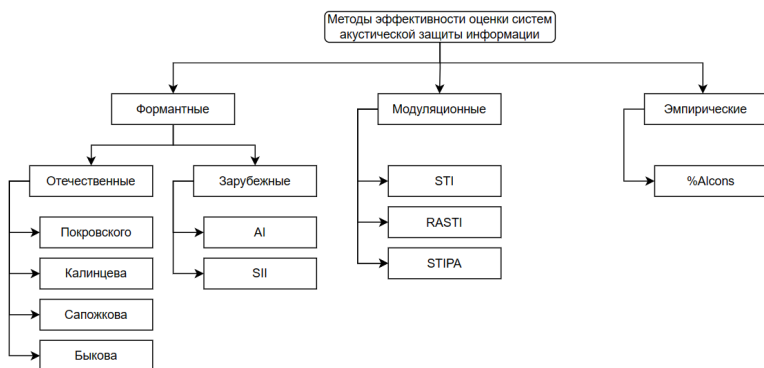 Методы эффективности оценки систем
акустической защиты информации
Формантные
Модуляционные
Эмпирические
Отечественные
Зарубежные
STI
%Alcons
Покровского
AI
RASTI
Калинцева
SII
STIPA
Сапожкова
Быкова